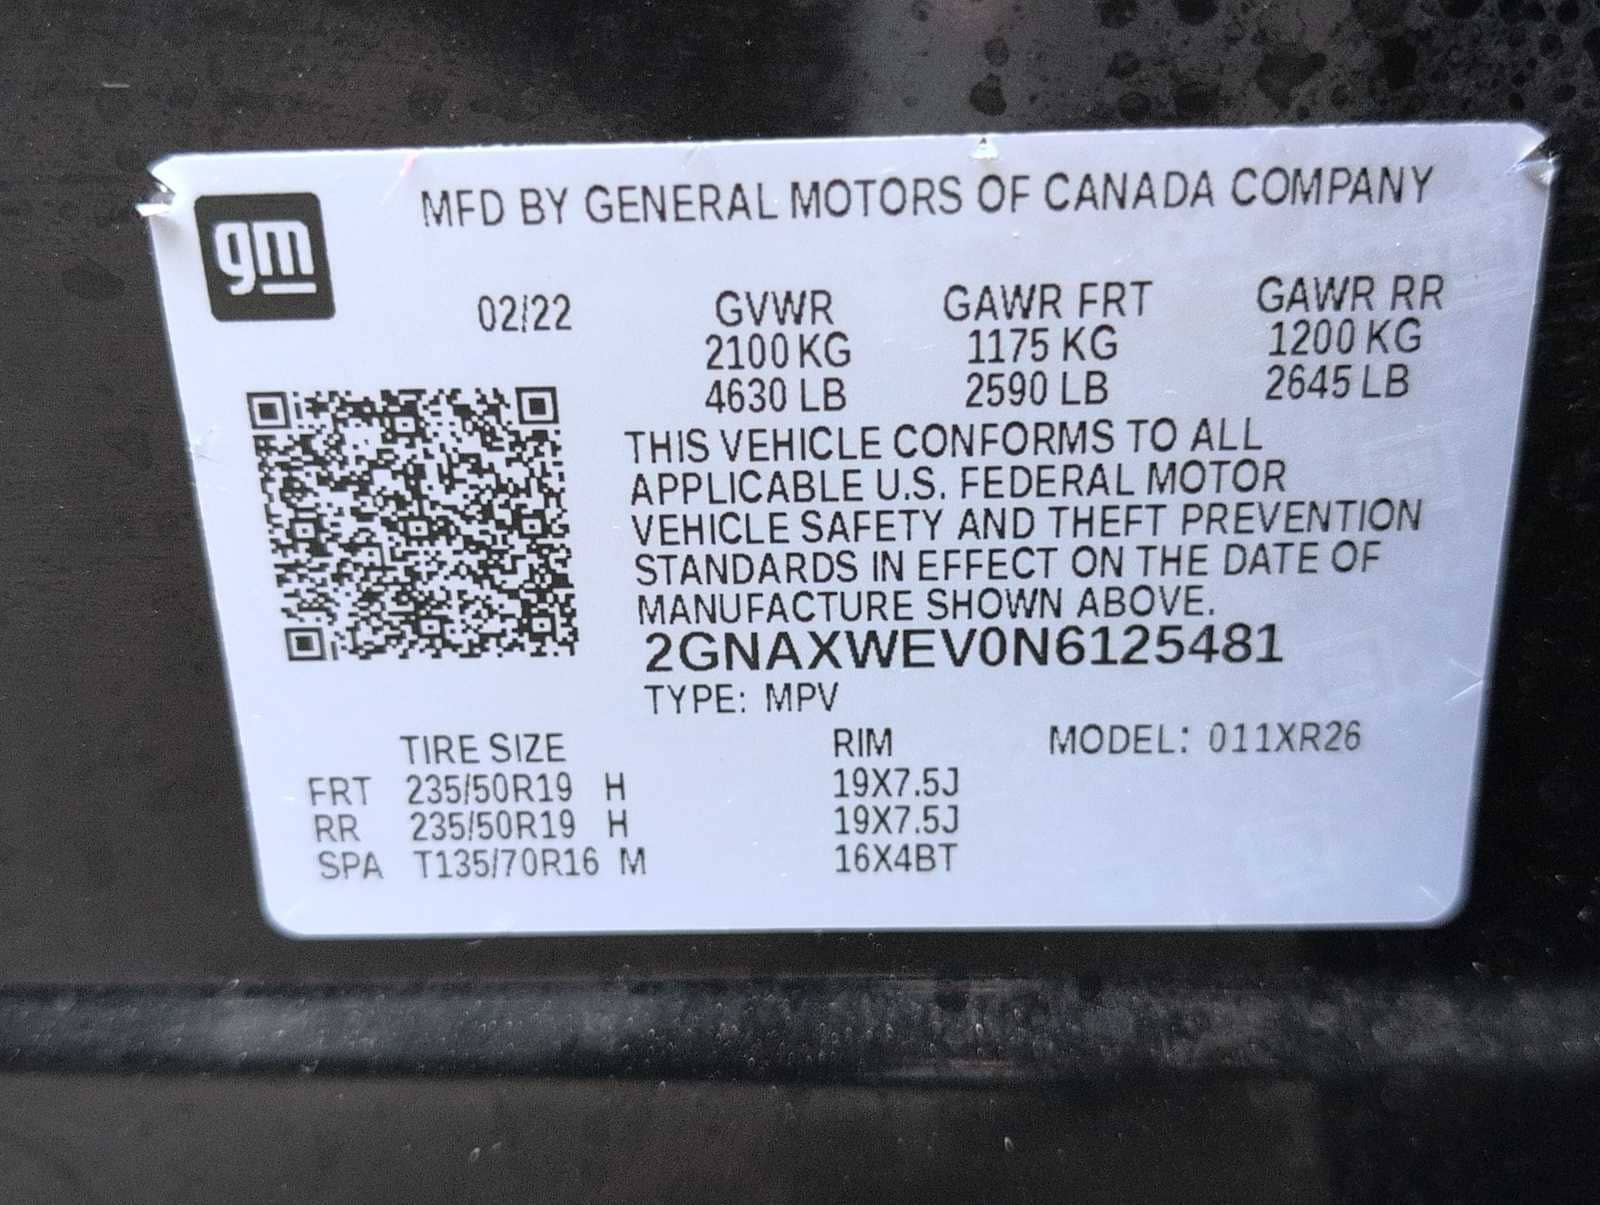 gm
MFD BY GENERAL MOTORS OF CANADA COMPANY
02/22 GVWR GAWR FRT GAWR RR
2100 KG 1175 KG 1200 KG
4630 LB 2590 LB 2645 LB
THIS VEHICLE CONFORMS TO ALL
APPLICABLE U.S. FEDERAL MOTOR
VEHICLE SAFETY AND THEFT PREVENTION
STANDARDS IN EFFECT ON THE DATE OF
MANUFACTURE SHOWN ABOVE.
2GNAXWEV0N6125481
TYPE: MPV
TIRE SIZE RIM MODEL: 011XR26
FRT 235/50R19 H 19X7.5J
RR 235/50R19 H 19X7.5J
SPA T135/70R16 M 16X4BT